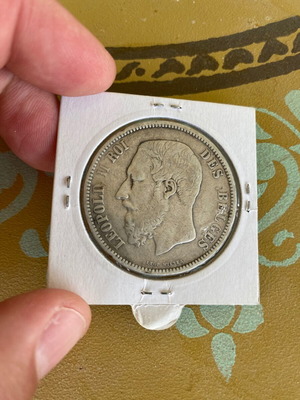 LEOPOLD II ROI DES BELGES